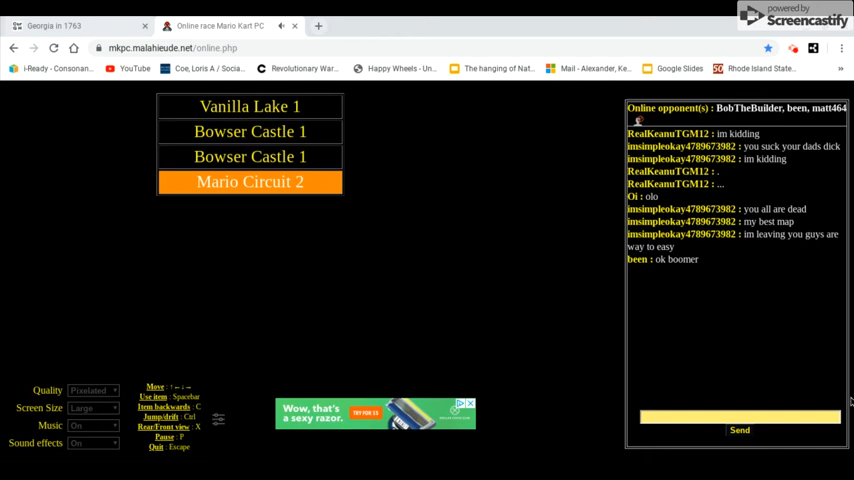 powered by
Screencastify
Georgia in 1763
Online race Mario Kart PC
mkpc.malahieude.net/online.php
i-Ready - Consonan...
YouTube
Coe, Loris A / Socia...
Revolutionary War...
Happy Wheels - Un...
The hanging of Nat...
Mail - Alexander, Ke...
Google Slides
Rhode Island State...
Vanilla Lake 1
Bowser Castle 1
Bowser Castle 1
Mario Circuit 2
Online opponent(s) : BobTheBuilder, been, matt464
RealKeanuTGM12 : im kidding
imsimpleokay4789673982 : you suck your dads dick
imsimpleokay4789673982 : im kidding
RealKeanuTGM12 : .
RealKeanuTGM12 : ...
Oi : olo
imsimpleokay4789673982 : you all are dead
imsimpleokay4789673982 : my best map
imsimpleokay4789673982 : im leaving you guys are
way to easy
been : ok boomer
Send
Quality Pixelated
Screen Size Large
Music On
Sound effects On
Move : ↑←↓→
Use item : Spacebar
Item backwards : C
Jump/drift : Ctrl
Rear/Front view : X
Pause : P
Quit : Escape
Wow, that's
a sexy razor.
TRY FOR $5